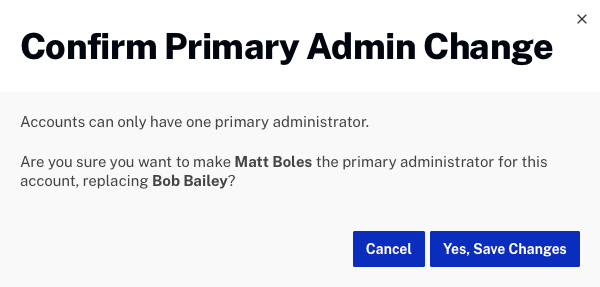 Confirm Primary Admin Change
Accounts can only have one primary administrator.
Are you sure you want to make Matt Boles the primary administrator for this
account, replacing Bob Bailey?
Cancel
Yes, Save Changes